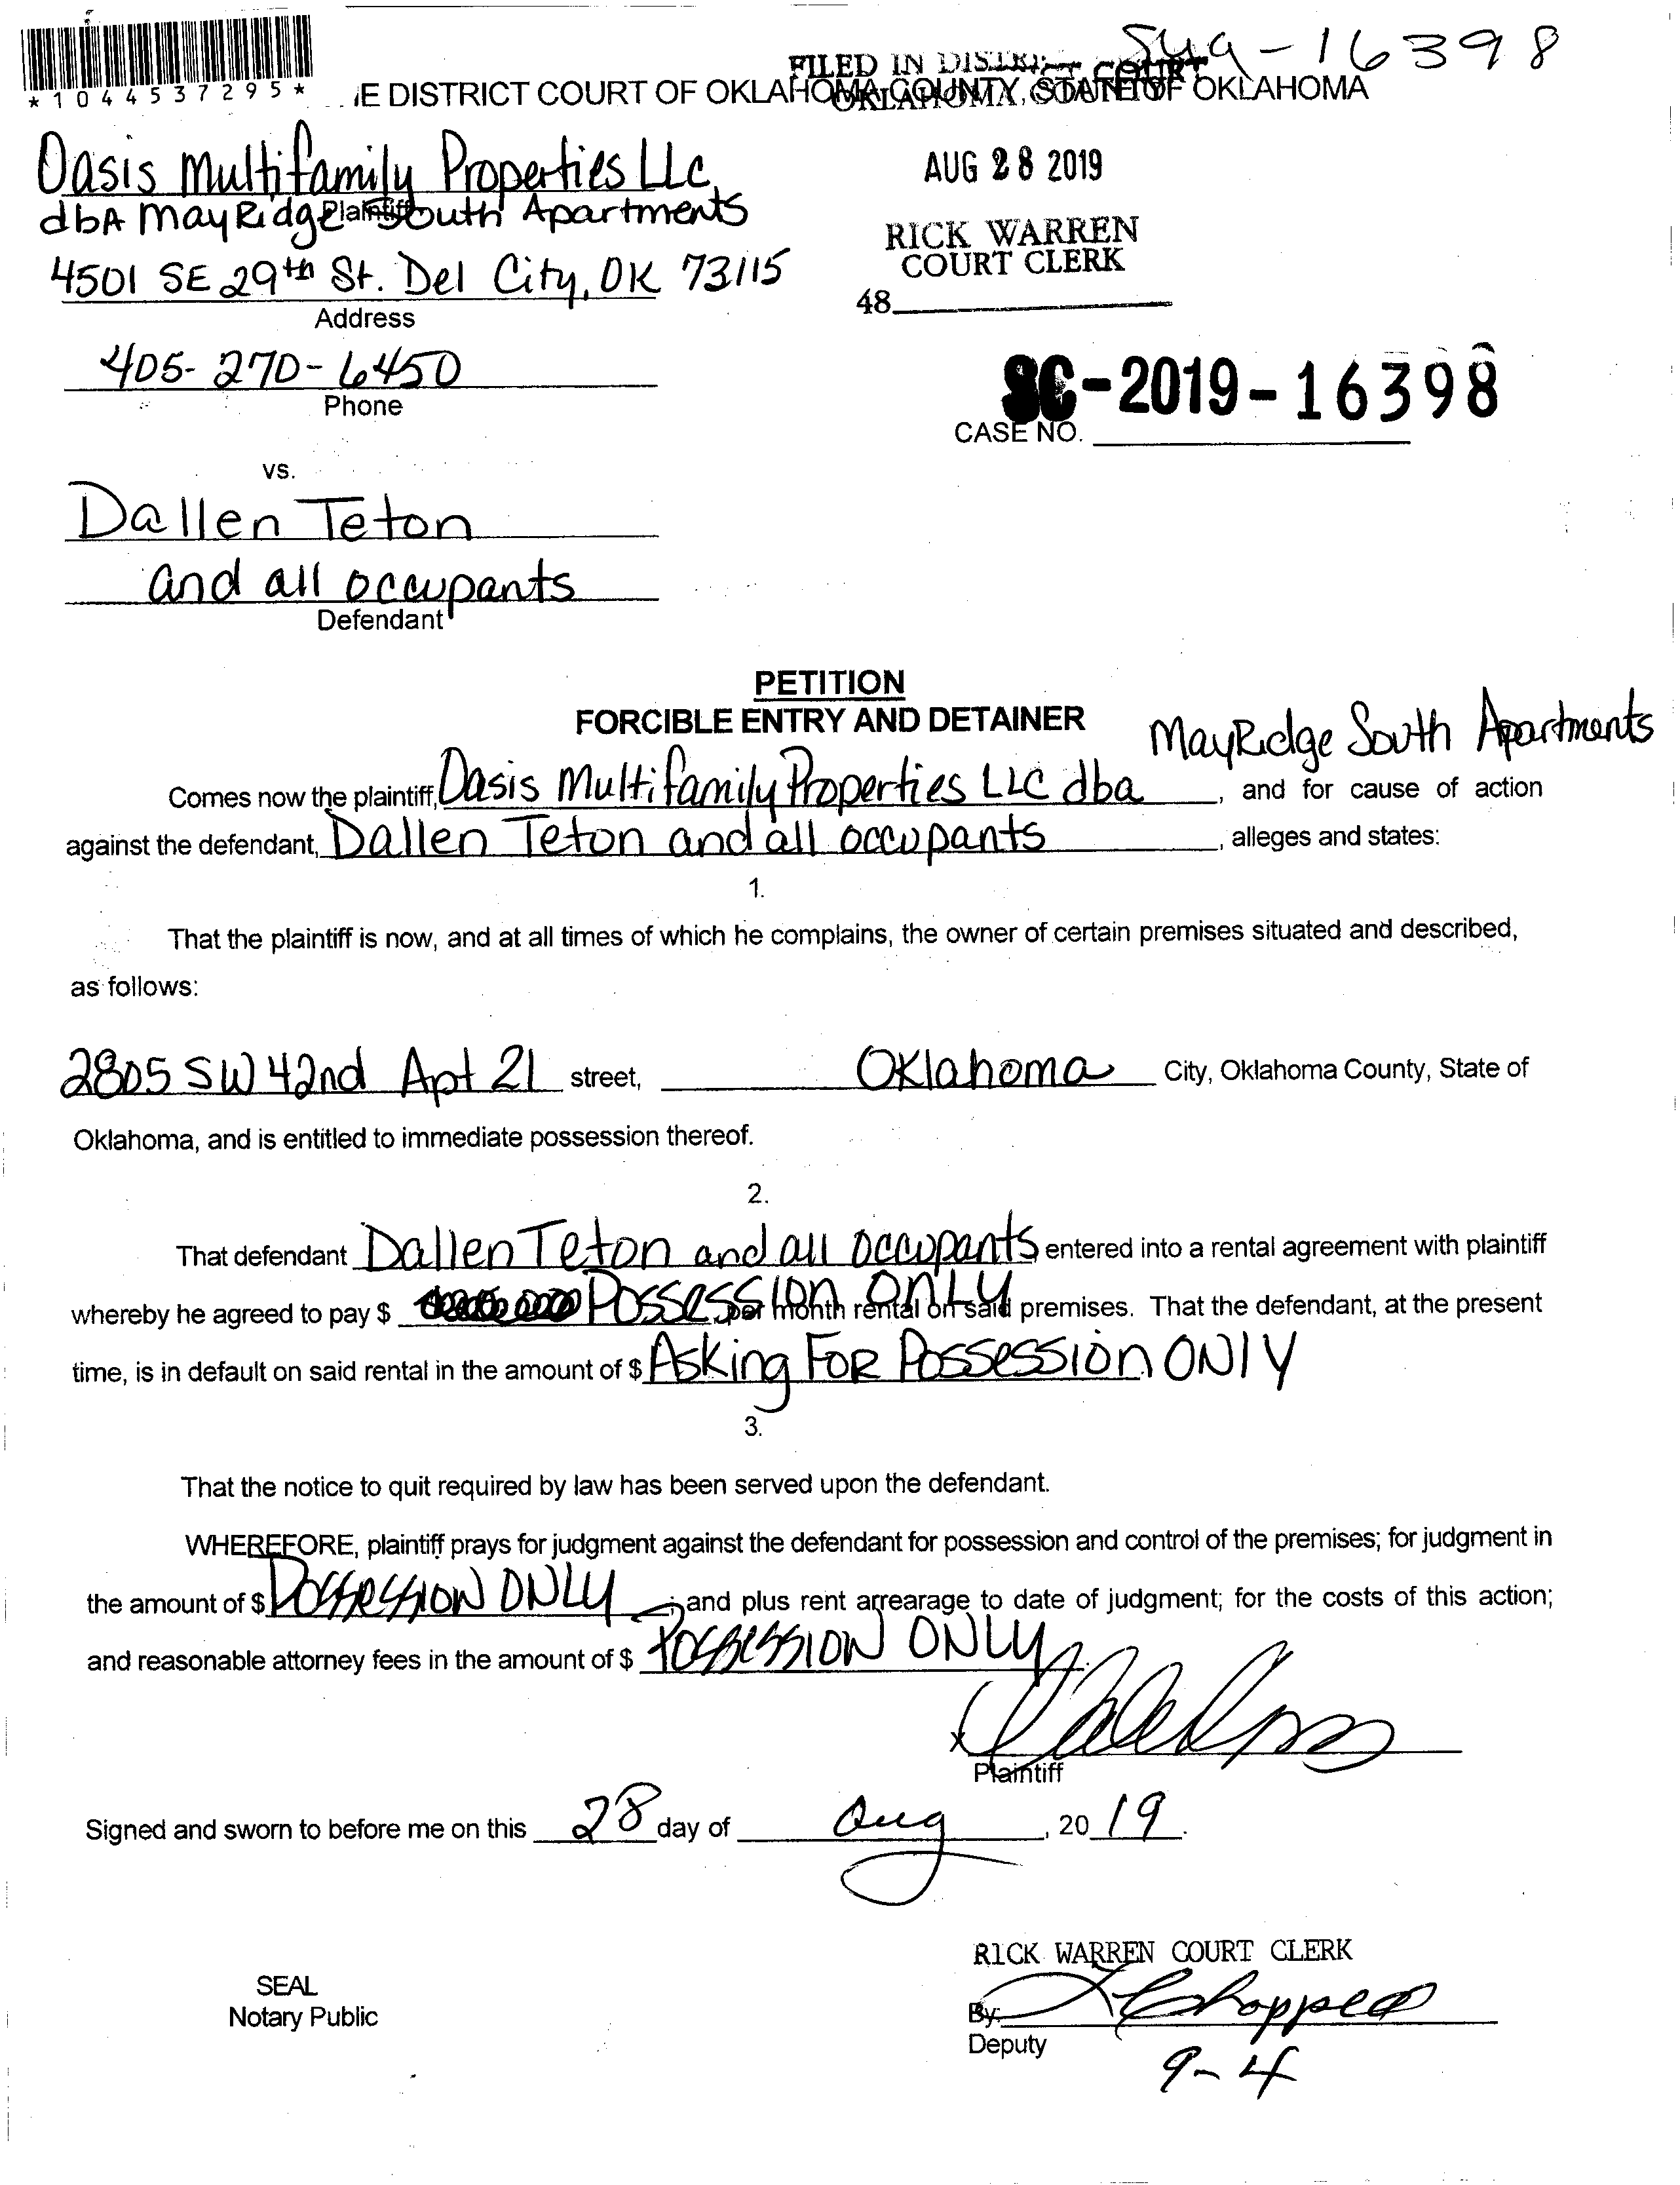 FILED IN DISTRICT COURT
OKLAHOMA COUNTY
-16398
*1044537295*
E DISTRICT COURT OF OKLAHOMA COUNTY, STATE OF OKLAHOMA
Oasis Multifamily Properties LLc
dbA MayRidge South Apartments
Plaintiff
4501 SE 29th St. Del City, OK 73115
Address
405-270-6450
Phone
AUG 28 2019
RICK WARREN
COURT CLERK
48
SC-2019-16398
CASE NO.
vs.
Dallen Teton
and all occupants
Defendant
PETITION
FORCIBLE ENTRY AND DETAINER
MayRidge South Apartments
Comes now the plaintiff, Oasis Multifamily Properties LLC dba, and for cause of action
against the defendant, Dallen Teton and all occupants, alleges and states:
1.
That the plaintiff is now, and at all times of which he complains, the owner of certain premises situated and described,
as follows:
2805 SW 42nd Apt 21 street, Oklahoma City, Oklahoma County, State of
Oklahoma, and is entitled to immediate possession thereof.
2.
That defendant Dallen Teton and all occupants entered into a rental agreement with plaintiff
whereby he agreed to pay $ Possession ONLY per month rental on said premises. That the defendant, at the present
time, is in default on said rental in the amount of $ Asking FOR Possession ONlY
3.
That the notice to quit required by law has been served upon the defendant.
WHEREFORE, plaintiff prays for judgment against the defendant for possession and control of the premises; for judgment in
the amount of $ POSSESSION ONLY; and plus rent arrearage to date of judgment; for the costs of this action;
and reasonable attorney fees in the amount of $ POSSESSION ONLY.
X
Plaintiff
Signed and sworn to before me on this 28 day of Aug, 20 19.
RICK WARREN COURT CLERK
SEAL
Notary Public
By:
Deputy
9-4